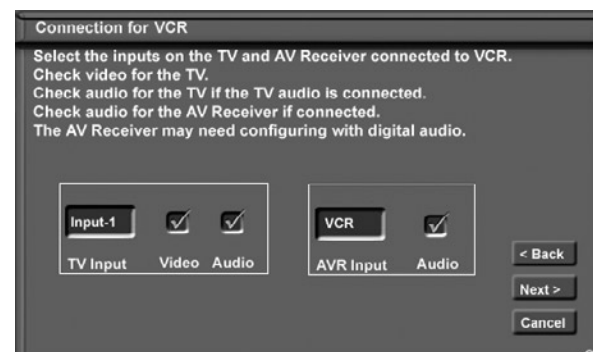 Connection for VCR
Select the inputs on the TV and AV Receiver connected to VCR.
Check video for the TV.
Check audio for the TV if the TV audio is connected.
Check audio for the AV Receiver if connected.
The AV Receiver may need configuring with digital audio.
Input-1
TV Input Video Audio
VCR
AVR Input Audio
< Back
Next >
Cancel